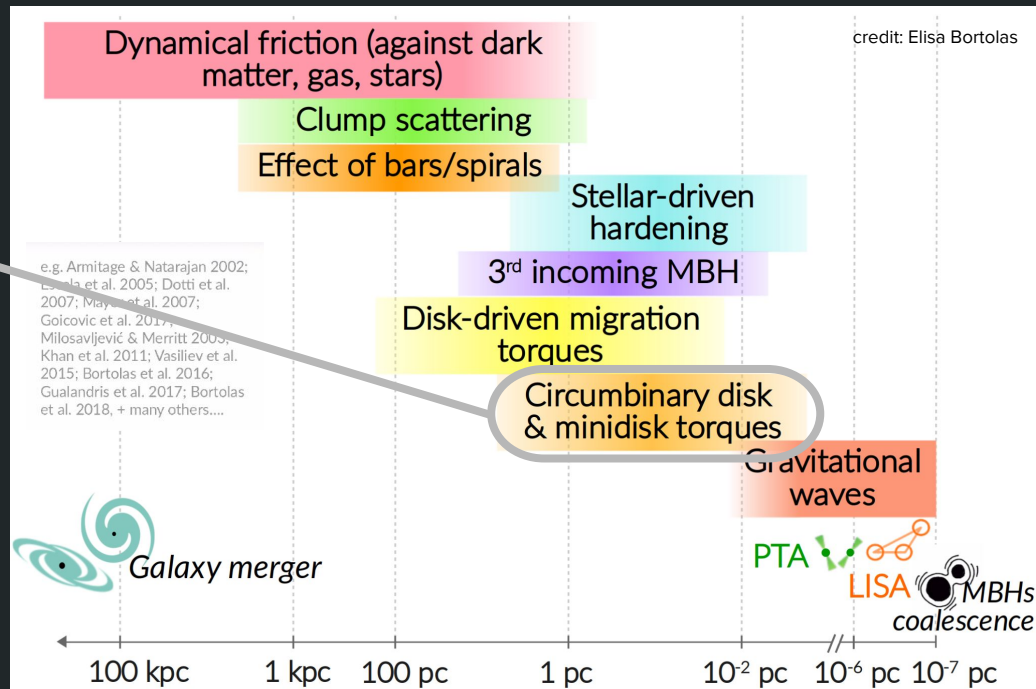 Dynamical friction (against dark
matter, gas, stars)
credit: Elisa Bortolas
Clump scattering
Effect of bars/spirals
Stellar-driven
hardening
3rd incoming MBH
Disk-driven migration
torques
Circumbinary disk
& minidisk torques
Gravitational
waves
e.g. Armitage & Natarajan 2002;
et al. 2005; Dotti et al.
2007; Mayer et al. 2007;
Goicovic et al. 2017;
Milosavljević & Merritt 2003;
Khan et al. 2011; Vasiliev et al.
2015; Bortolas et al. 2016;
Gualandris et al. 2017; Bortolas
et al. 2018, + many others....
Galaxy merger
PTA
LISA
MBHs
coalescence
100 kpc 1 kpc 100 pc 1 pc 10⁻² pc 10⁻⁶ pc 10⁻⁷ pc